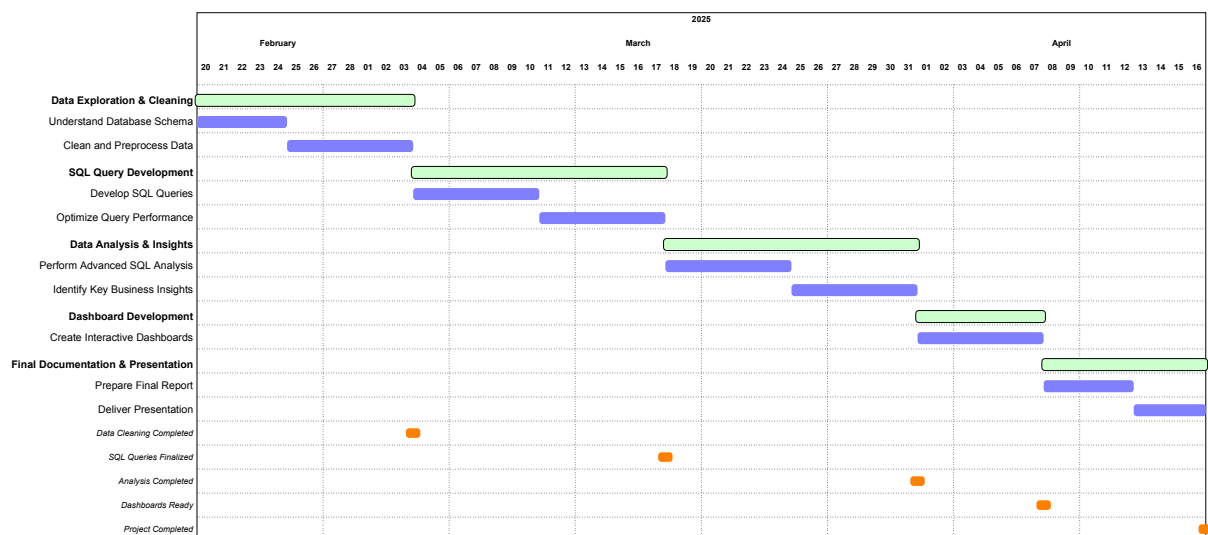 2025
February March April
20 21 22 23 24 25 26 27 28 01 02 03 04 05 06 07 08 09 10 11 12 13 14 15 16 17 18 19 20 21 22 23 24 25 26 27 28 29 30 31 01 02 03 04 05 06 07 08 09 10 11 12 13 14 15 16
Data Exploration & Cleaning
Understand Database Schema
Clean and Preprocess Data
SQL Query Development
Develop SQL Queries
Optimize Query Performance
Data Analysis & Insights
Perform Advanced SQL Analysis
Identify Key Business Insights
Dashboard Development
Create Interactive Dashboards
Final Documentation & Presentation
Prepare Final Report
Deliver Presentation
Data Cleaning Completed
SQL Queries Finalized
Analysis Completed
Dashboards Ready
Project Completed